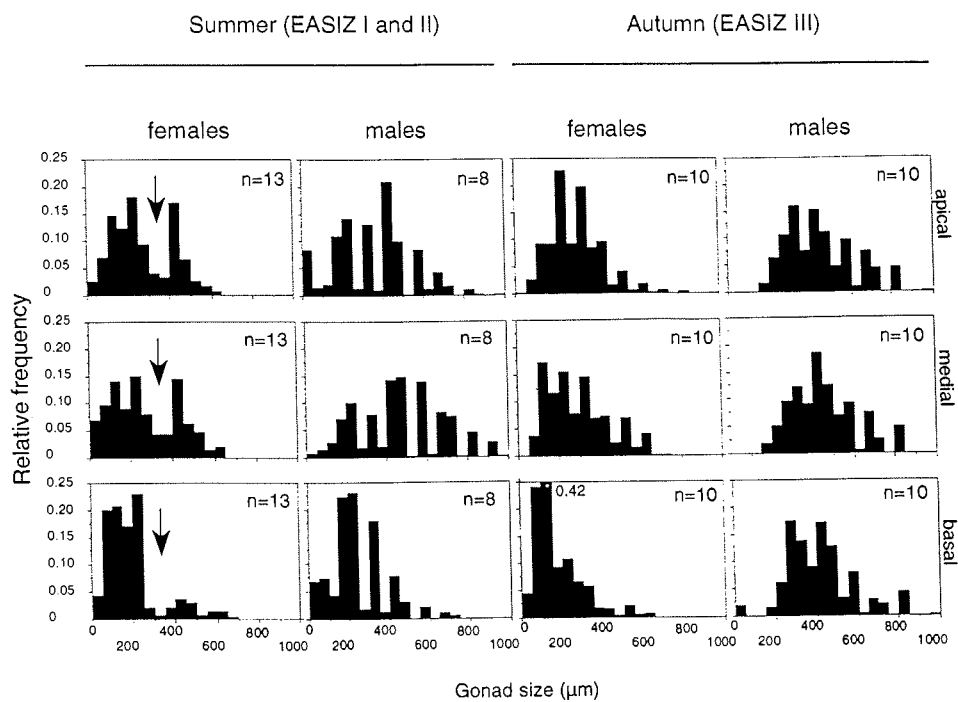 Summer (EASIZ I and II) Autumn (EASIZ III)
females males females males
0.25
0.20
0.15
0.10
0.05
0
n=13 n=8 n=10 n=10
apical
0.25
0.20
0.15
0.10
0.05
0
n=13 n=8 n=10 n=10
medial
0.25
0.20
0.15
0.10
0.05
0
n=13 n=8 0.42 n=10 n=10
basal
Relative frequency
0 400 800 0 400 800 0 400 800 0 400 800
200 600 1000 200 600 1000 200 600 1000 200 600 1000
Gonad size (µm)